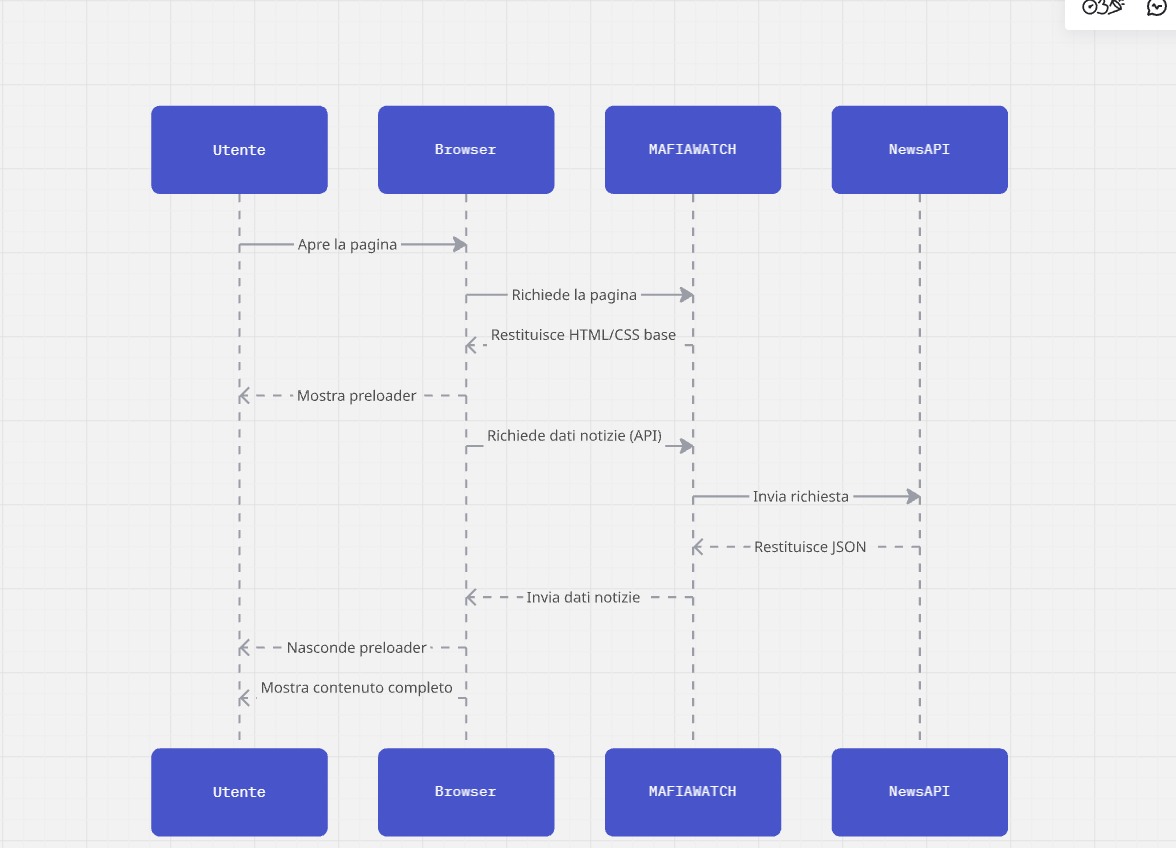 Utente
Browser
MAFIAWATCH
NewsAPI
Apre la pagina
Richiede la pagina
Restituisce HTML/CSS base
Mostra preloader
Richiede dati notizie (API)
Invia richiesta
Restituisce JSON
Invia dati notizie
Nasconde preloader
Mostra contenuto completo
Utente
Browser
MAFIAWATCH
NewsAPI